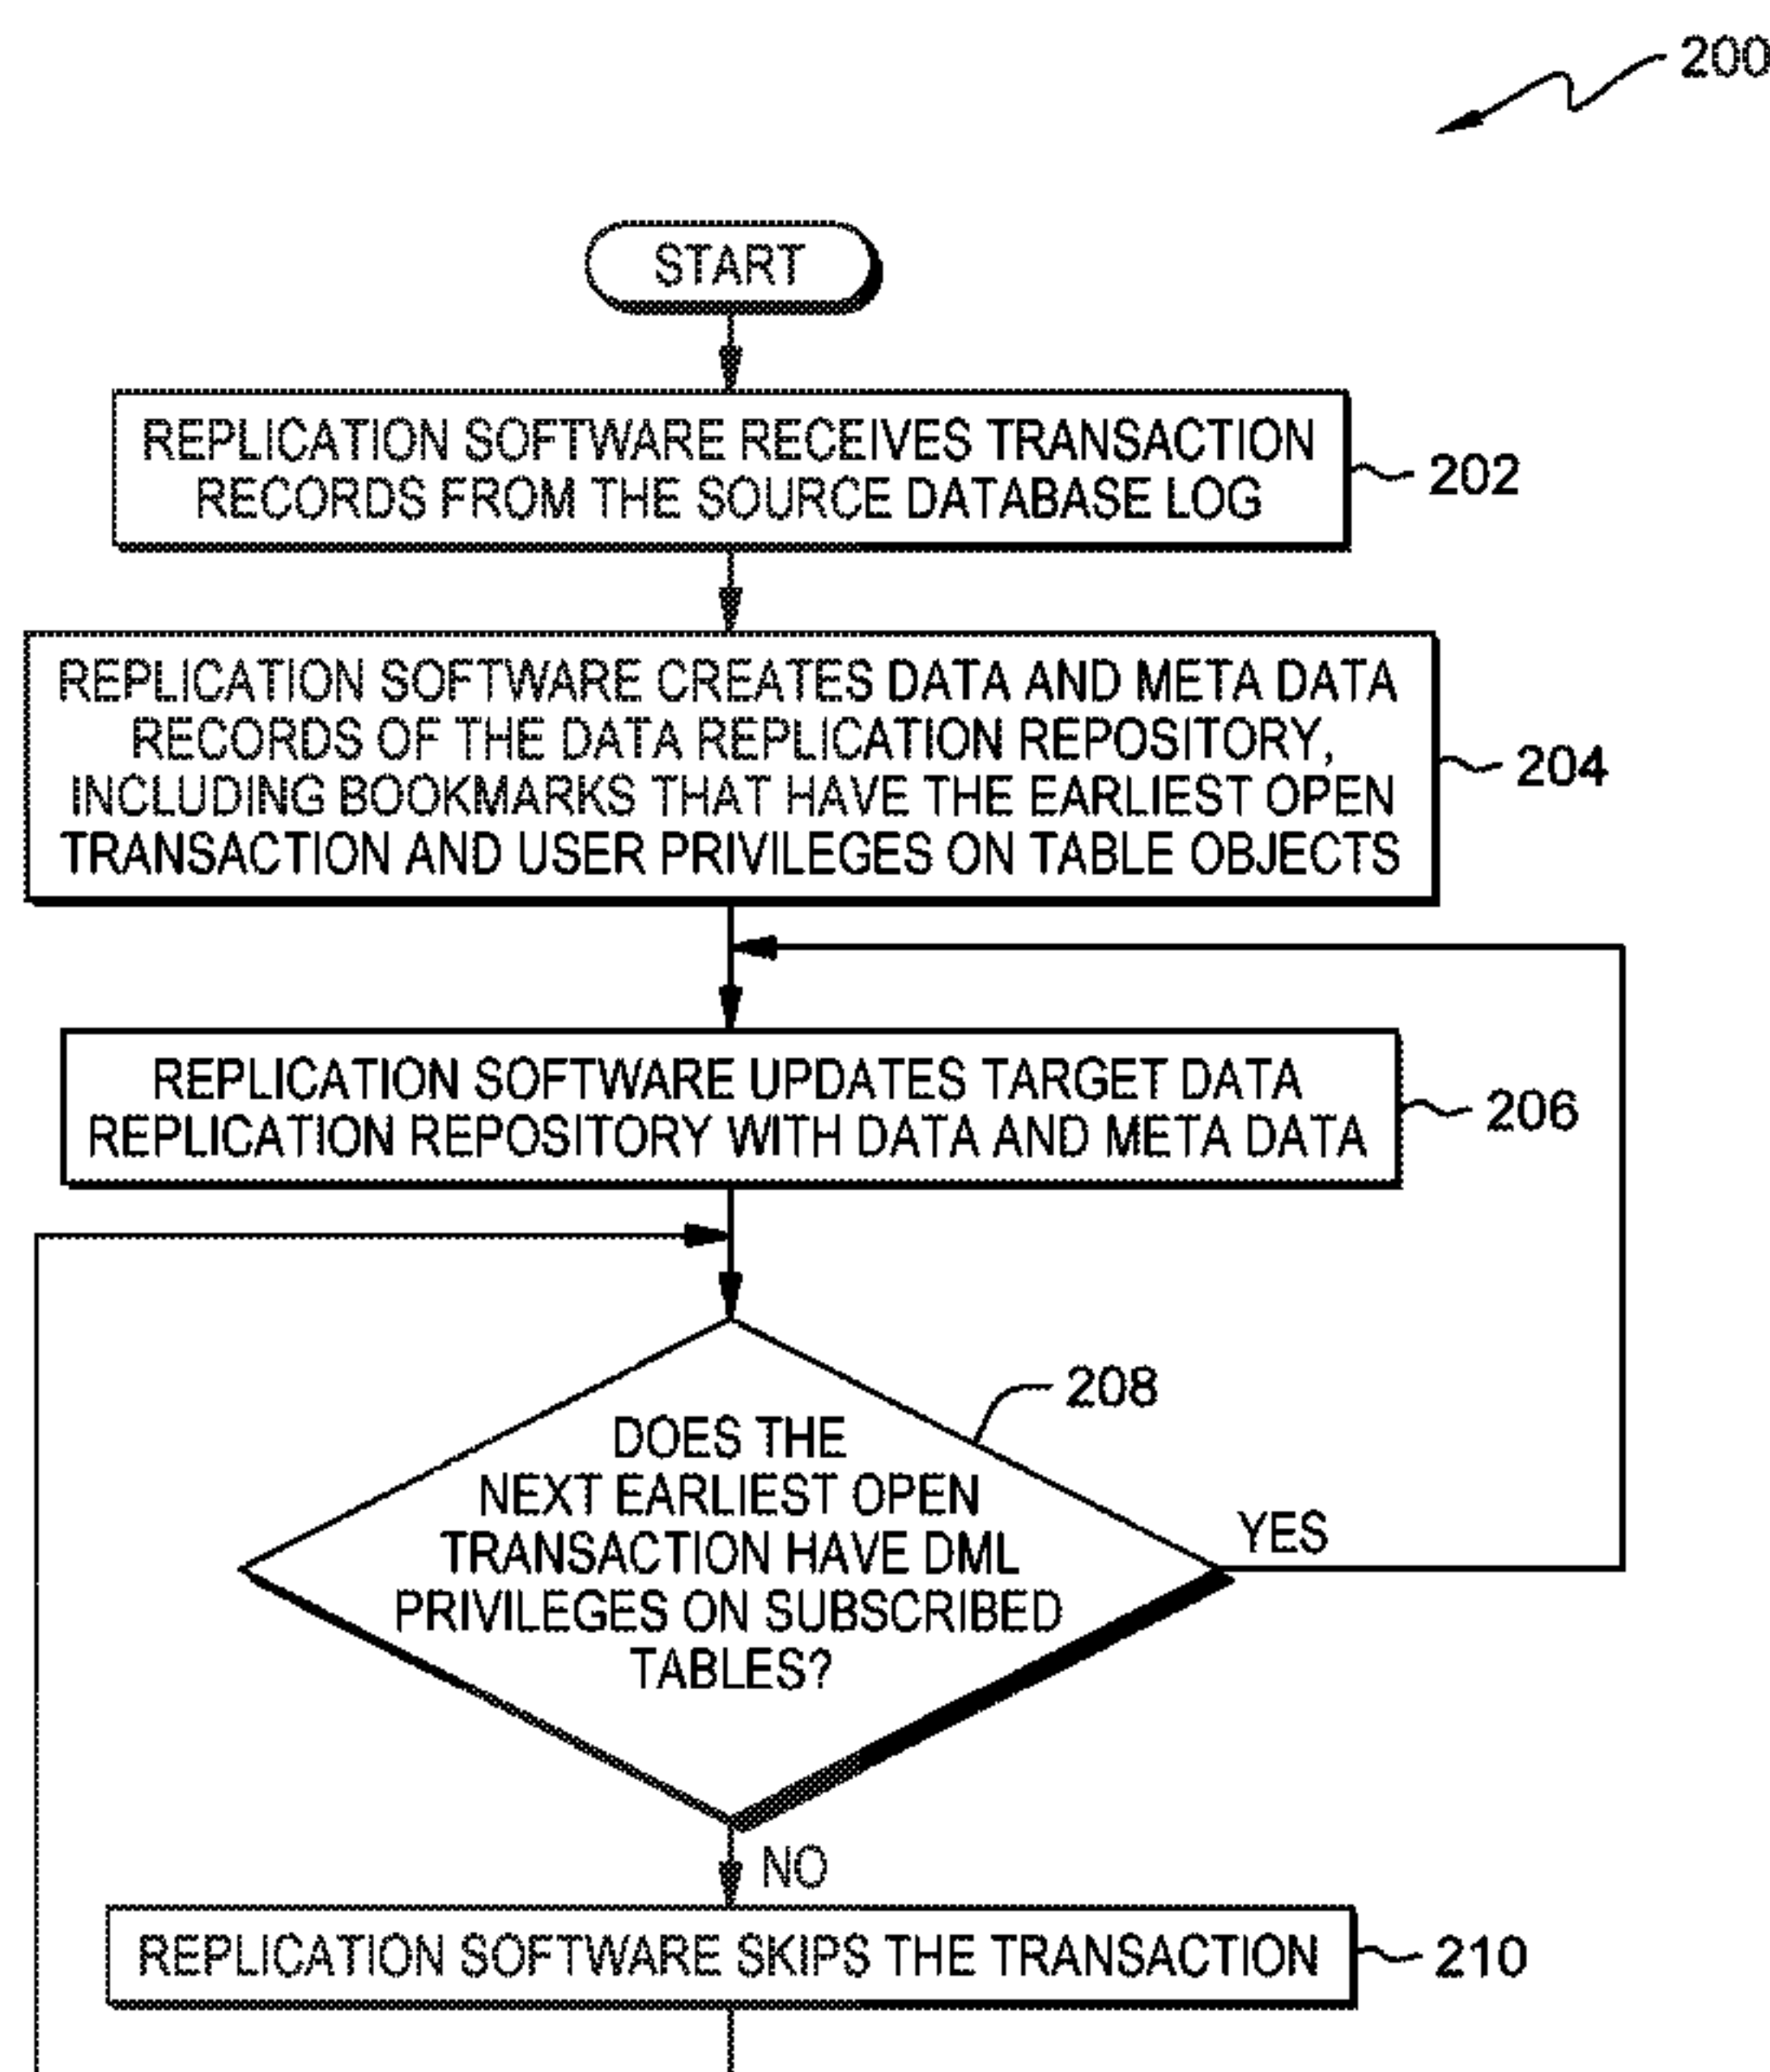 200
START
REPLICATION SOFTWARE RECEIVES TRANSACTION
RECORDS FROM THE SOURCE DATABASE LOG
202
REPLICATION SOFTWARE CREATES DATA AND META DATA
RECORDS OF THE DATA REPLICATION REPOSITORY,
INCLUDING BOOKMARKS THAT HAVE THE EARLIEST OPEN
TRANSACTION AND USER PRIVILEGES ON TABLE OBJECTS
204
REPLICATION SOFTWARE UPDATES TARGET DATA
REPLICATION REPOSITORY WITH DATA AND META DATA
206
208
DOES THE
NEXT EARLIEST OPEN
TRANSACTION HAVE DML
PRIVILEGES ON SUBSCRIBED
TABLES?
YES
NO
REPLICATION SOFTWARE SKIPS THE TRANSACTION
210